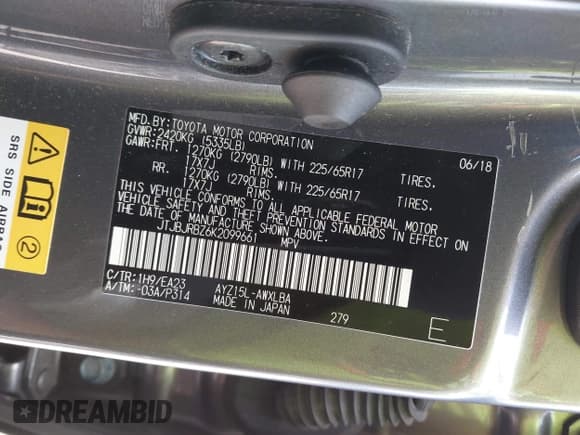 MFD.BY:TOYOTA MOTOR CORPORATION 06/18
GVWR:2420KG (5335LB)
GAWR:FRT. 1270KG (2790LB) WITH 225/65R17 TIRES.
17X7J RIMS.
RR. 1270KG (2790LB) WITH 225/65R17 TIRES.
17X7J RIMS.
THIS VEHICLE CONFORMS TO ALL APPLICABLE FEDERAL MOTOR
VEHICLE SAFETY AND THEFT PREVENTION STANDARDS IN EFFECT ON
THE DATE OF MANUFACTURE SHOWN ABOVE.
JTJBJRBZ6K2099661 MPV
C/TR:1H9/EA23 AYZ15L-AWXLBA
A/TM:-03A/P314 MADE IN JAPAN 279 E
SRS SIDE AIRBAG
2
DREAMBID